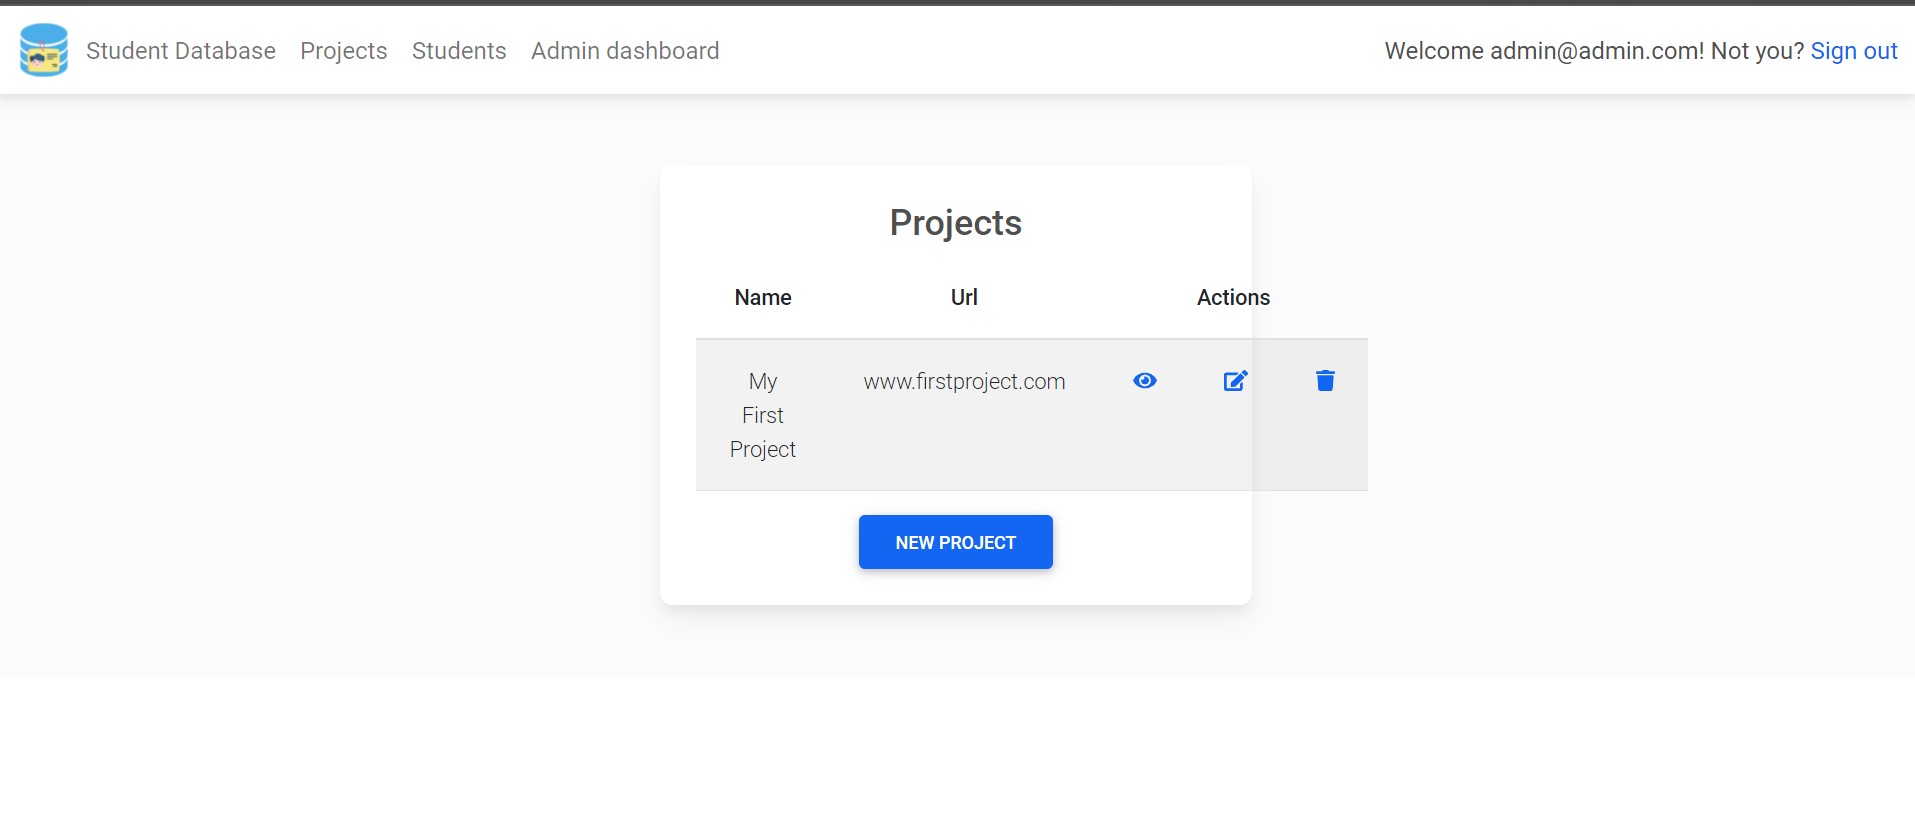 Student Database Projects Students Admin dashboard Welcome admin@admin.com! Not you? Sign out
Projects
Name Url Actions
My www.firstproject.com
First
Project
NEW PROJECT